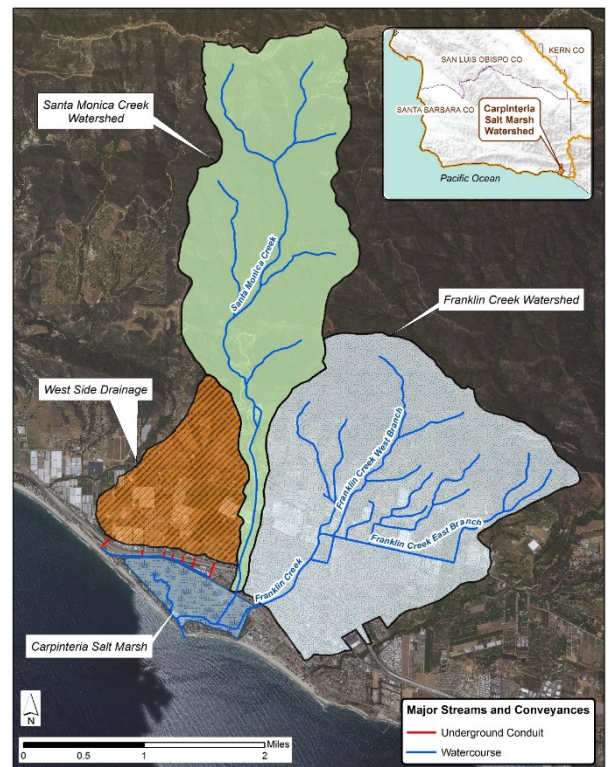 Santa Monica Creek
Watershed
KERN CO
SAN LUIS OBISPO CO
SANTA BARBARA CO
Carpinteria
Salt Marsh
Watershed
Pacific Ocean
Santa Monica Creek
Franklin Creek Watershed
West Side Drainage
Franklin Creek West Branch
Franklin Creek East Branch
Franklin Creek
Carpinteria Salt Marsh
N
Miles
0
0.5
1
2
Major Streams and Conveyances
Underground Conduit
Watercourse